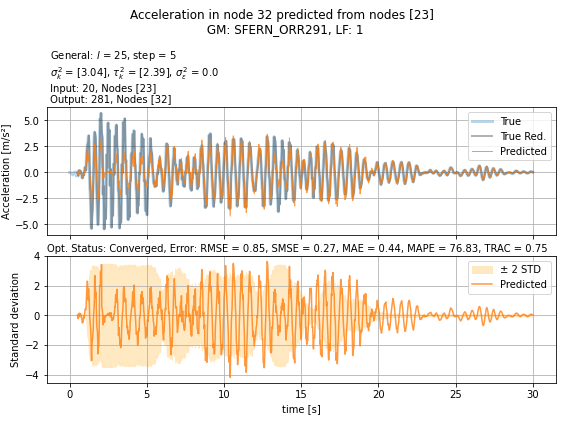 Acceleration in node 32 predicted from nodes [23]
GM: SFERN_ORR291, LF: 1
General: l = 25, step = 5
σ²ₖ = [3.04], τ²ₖ = [2.39], σ²ε = 0.0
Input: 20, Nodes [23]
Output: 281, Nodes [32]
Acceleration [m/s²]
5.0
2.5
0.0
−2.5
−5.0
True
True Red.
Predicted
Opt. Status: Converged, Error: RMSE = 0.85, SMSE = 0.27, MAE = 0.44, MAPE = 76.83, TRAC = 0.75
Standard deviation
4
2
0
−2
−4
± 2 STD
Predicted
0 5 10 15 20 25 30
time [s]